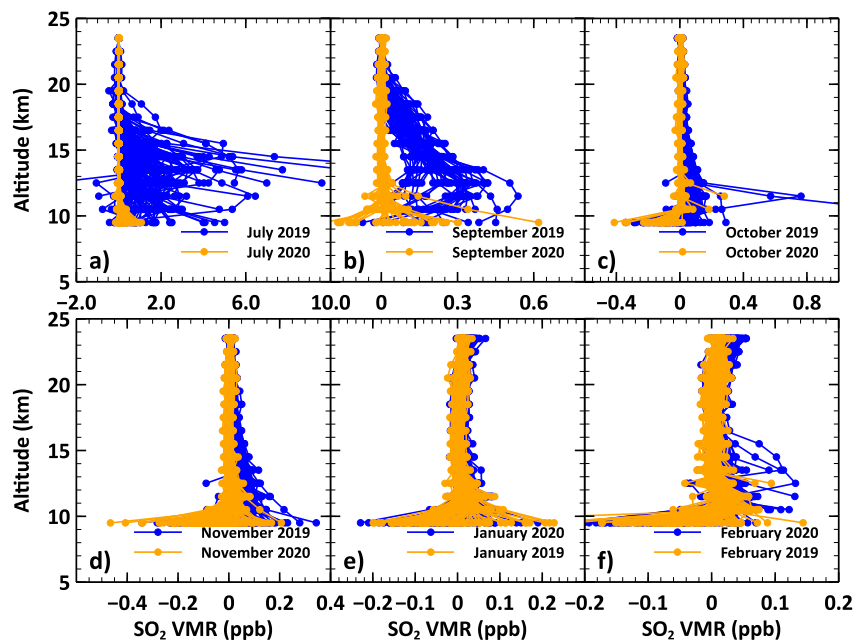 25
20
15
10
5
Altitude (km)
a)
July 2019
July 2020
−2.0
2.0
6.0
10.0
b)
September 2019
September 2020
0
0.3
0.6
c)
October 2019
October 2020
−0.4
0
0.4
0.8
25
20
15
10
5
Altitude (km)
d)
November 2019
November 2020
−0.4
−0.2
0
0.2
0.4
SO₂ VMR (ppb)
e)
January 2020
January 2019
−0.2
−0.1
0
0.1
0.2
SO₂ VMR (ppb)
f)
February 2020
February 2019
−0.2
−0.1
0
0.1
0.2
SO₂ VMR (ppb)